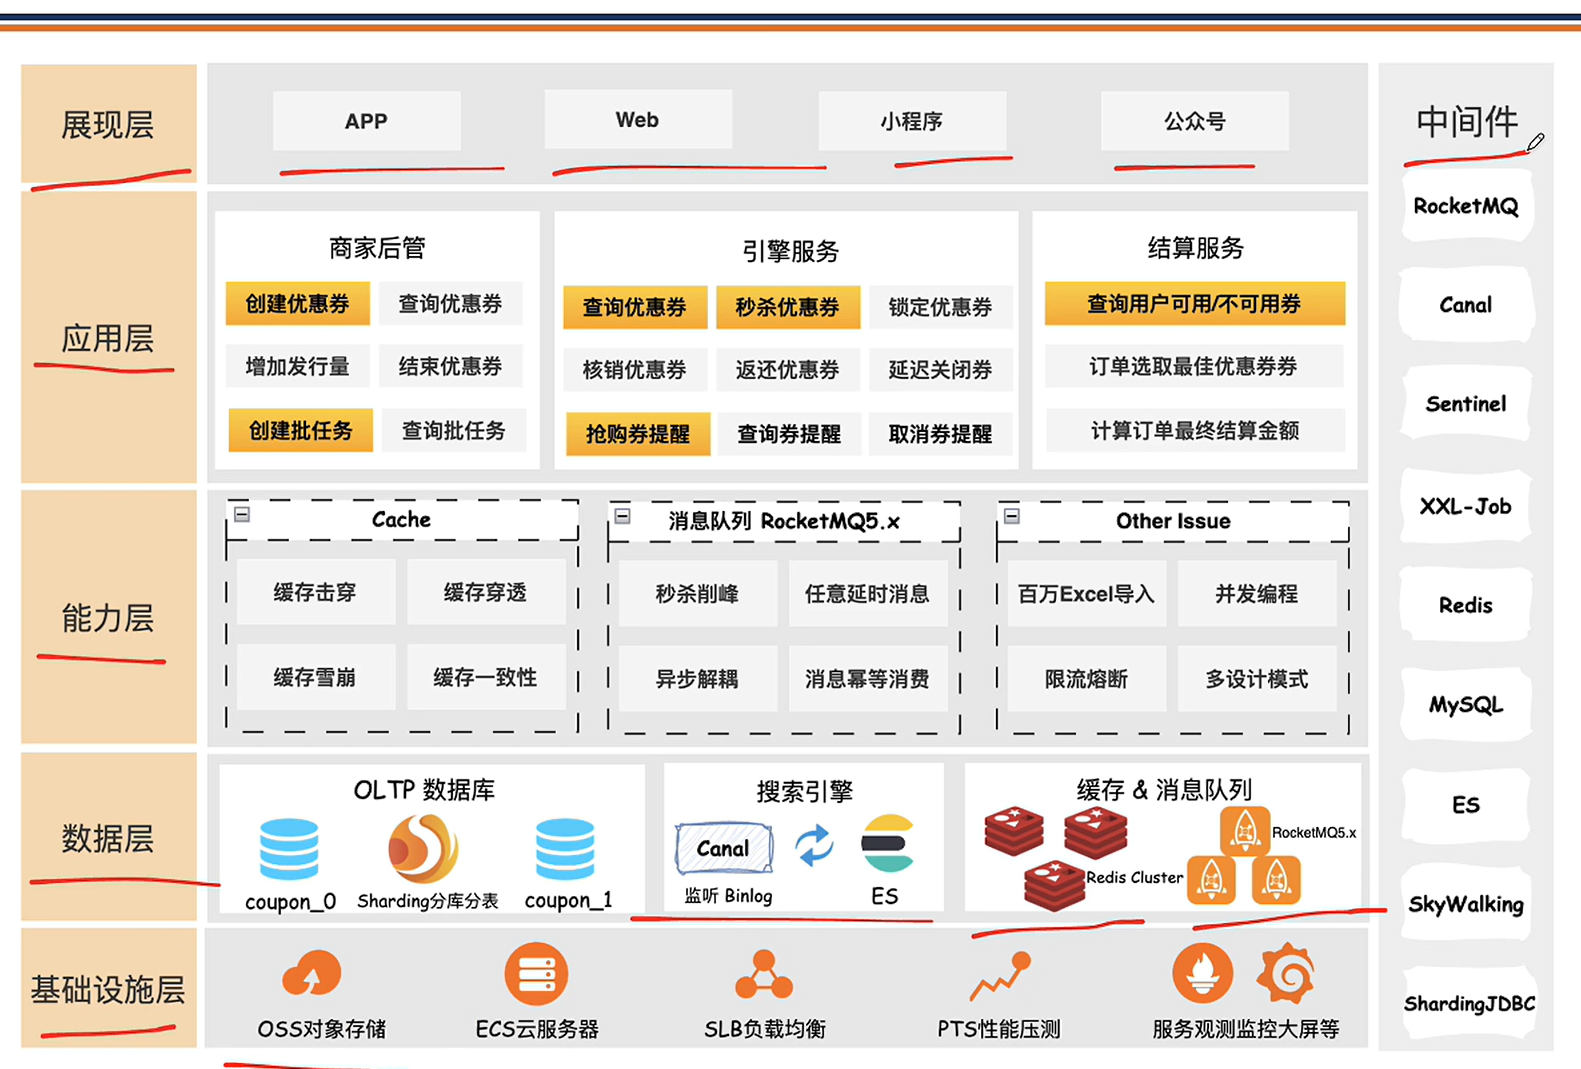 展现层
APP
Web
小程序
公众号
应用层
商家后管
创建优惠券
查询优惠券
增加发行量
结束优惠券
创建批任务
查询批任务
引擎服务
查询优惠券
秒杀优惠券
锁定优惠券
核销优惠券
返还优惠券
延迟关闭券
抢购券提醒
查询券提醒
取消券提醒
结算服务
查询用户可用/不可用券
订单选取最佳优惠券券
计算订单最终结算金额
能力层
Cache
缓存击穿
缓存穿透
缓存雪崩
缓存一致性
消息队列 RocketMQ5.x
秒杀削峰
任意延时消息
异步解耦
消息幂等消费
Other Issue
百万Excel导入
并发编程
限流熔断
多设计模式
数据层
OLTP 数据库
coupon_0
Sharding分库分表
coupon_1
搜索引擎
Canal
监听 Binlog
ES
缓存 & 消息队列
Redis Cluster
RocketMQ5.x
基础设施层
OSS对象存储
ECS云服务器
SLB负载均衡
PTS性能压测
服务观测监控大屏等
中间件
RocketMQ
Canal
Sentinel
XXL-Job
Redis
MySQL
ES
SkyWalking
ShardingJDBC